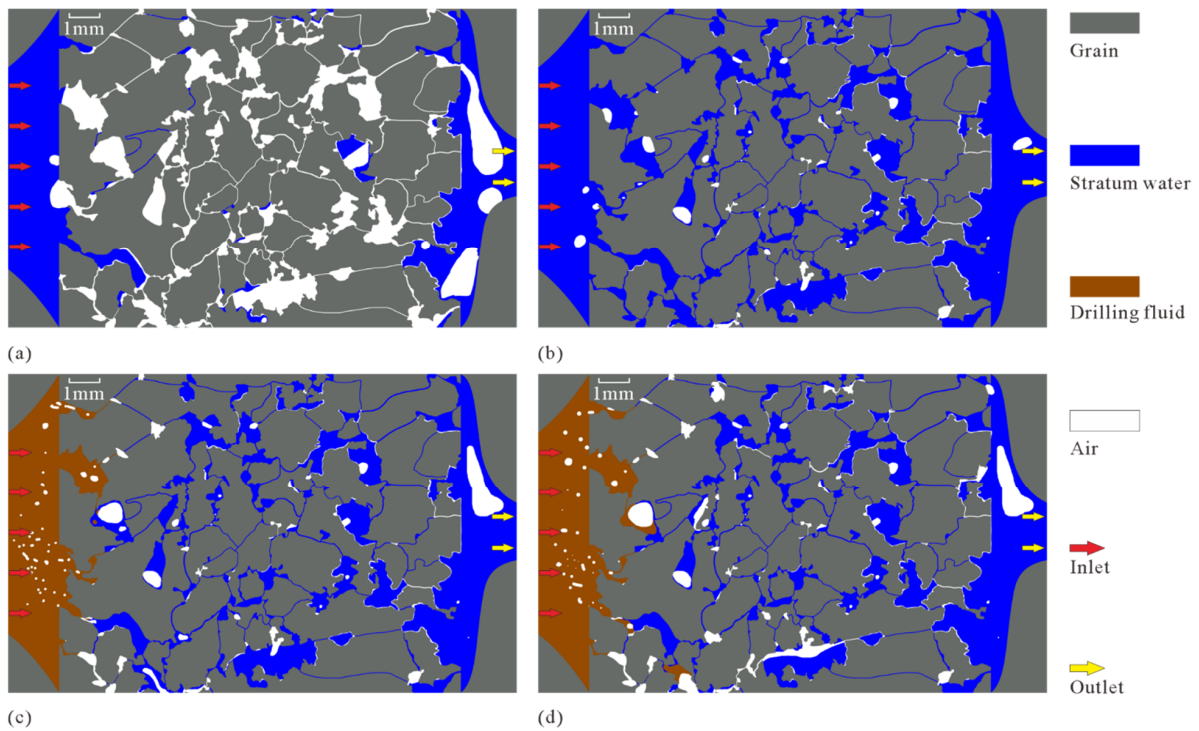 1mm
1mm
Grain
Stratum water
Drilling fluid
(a)
(b)
1mm
1mm
Air
Inlet
Outlet
(c)
(d)